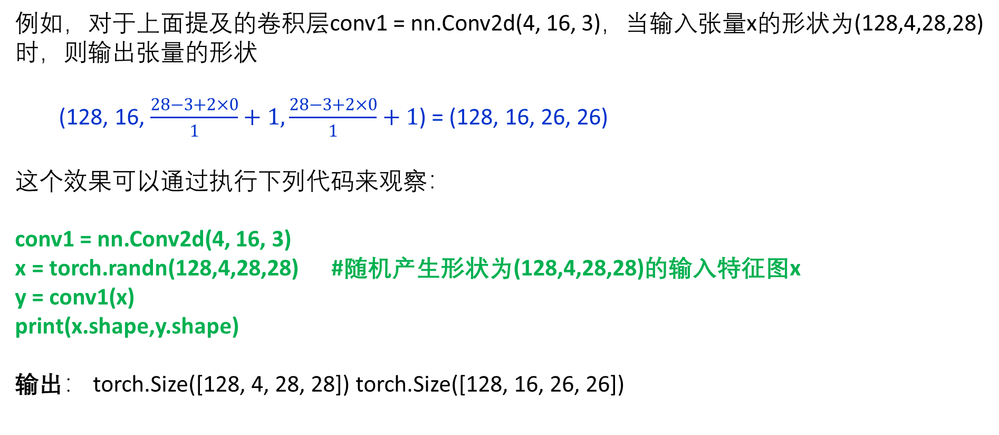 例如，对于上面提及的卷积层conv1 = nn.Conv2d(4, 16, 3)，当输入张量x的形状为(128,4,28,28)
时，则输出张量的形状
(128, 16, \frac{28−3+2×0}{1} + 1, \frac{28−3+2×0}{1} + 1) = (128, 16, 26, 26)
这个效果可以通过执行下列代码来观察：
conv1 = nn.Conv2d(4, 16, 3)
x = torch.randn(128,4,28,28) #随机产生形状为(128,4,28,28)的输入特征图x
y = conv1(x)
print(x.shape,y.shape)
输出： torch.Size([128, 4, 28, 28]) torch.Size([128, 16, 26, 26])